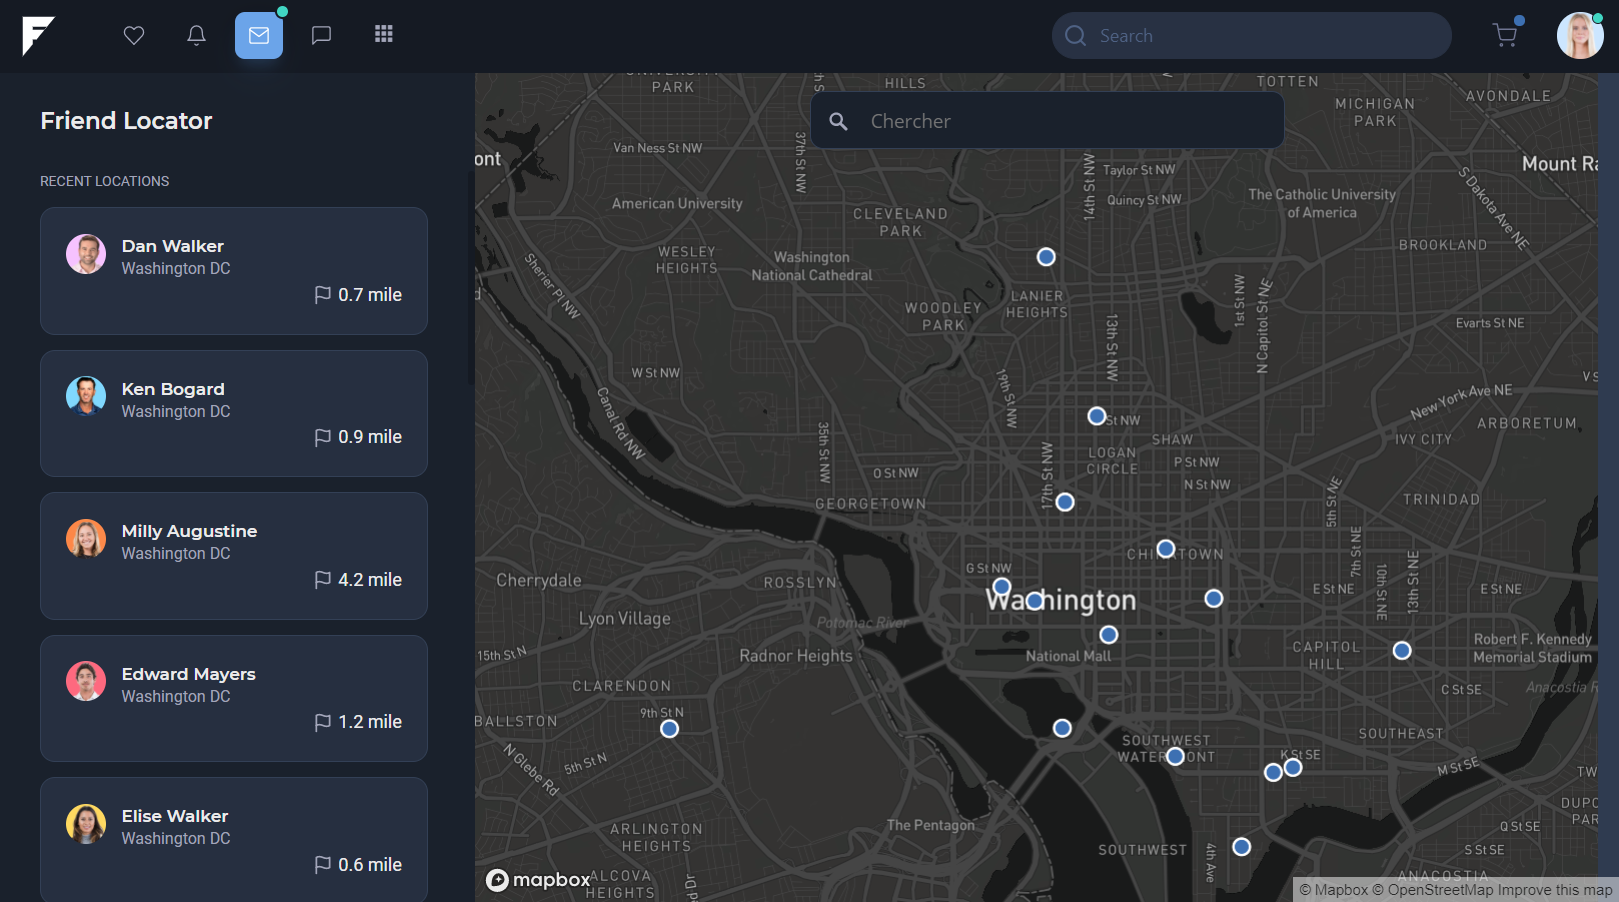 Search
Friend Locator
RECENT LOCATIONS
Dan Walker
Washington DC
0.7 mile
Ken Bogard
Washington DC
0.9 mile
Milly Augustine
Washington DC
4.2 mile
Edward Mayers
Washington DC
1.2 mile
Elise Walker
Washington DC
0.6 mile
Chercher
PARK
HILLS
TOTTEN
MICHIGAN
PARK
AVONDALE
Van Ness St NW
37th St NW
ont
14th St NW
Taylor St NW
Quincy St NW
Mount Ra
S Dakota Ave NE
American University
The Catholic University
of America
CLEVELAND
PARK
WESLEY
HEIGHTS
Washington
National Cathedral
BROOKLAND
Sherier Pl NW
WOODLEY
PARK
LANIER
HEIGHTS
13th St NW
1st St NW
N Capitol St NE
Evarts St NE
W St NW
Canal Rd NW
19th St NW
New York Ave NE
ARBORETUM
IVY CITY
St NW
SHAW
LOGAN
CIRCLE
P St NW
N St NW
35th St NW
O St NW
17th St NW
GEORGETOWN
5th St NE
TRINIDAD
7th St NE
10th St NE
13th St NE
G St NW
Cherrydale
ROSSLYN
Washington
E St NE
E St NE
Lyon Village
Potomac River
National Mall
Radnor Heights
15th St N
CAPITOL
HILL
Robert F. Kennedy
Memorial Stadium
CLARENDON
C St SE
Anacostia R
BALLSTON
9th St N
5th St N
N Glebe Rd
SOUTHWEST
WATERFRONT
K St SE
SOUTHEAST
M St SE
TW
DUPO
PAR
ARLINGTON
HEIGHTS
The Pentagon
Q St SE
S St SE
SOUTHWEST
4th Ave
ANACOSTIA
ALCOVA
HEIGHTS
mapbox
© Mapbox © OpenStreetMap Improve this map